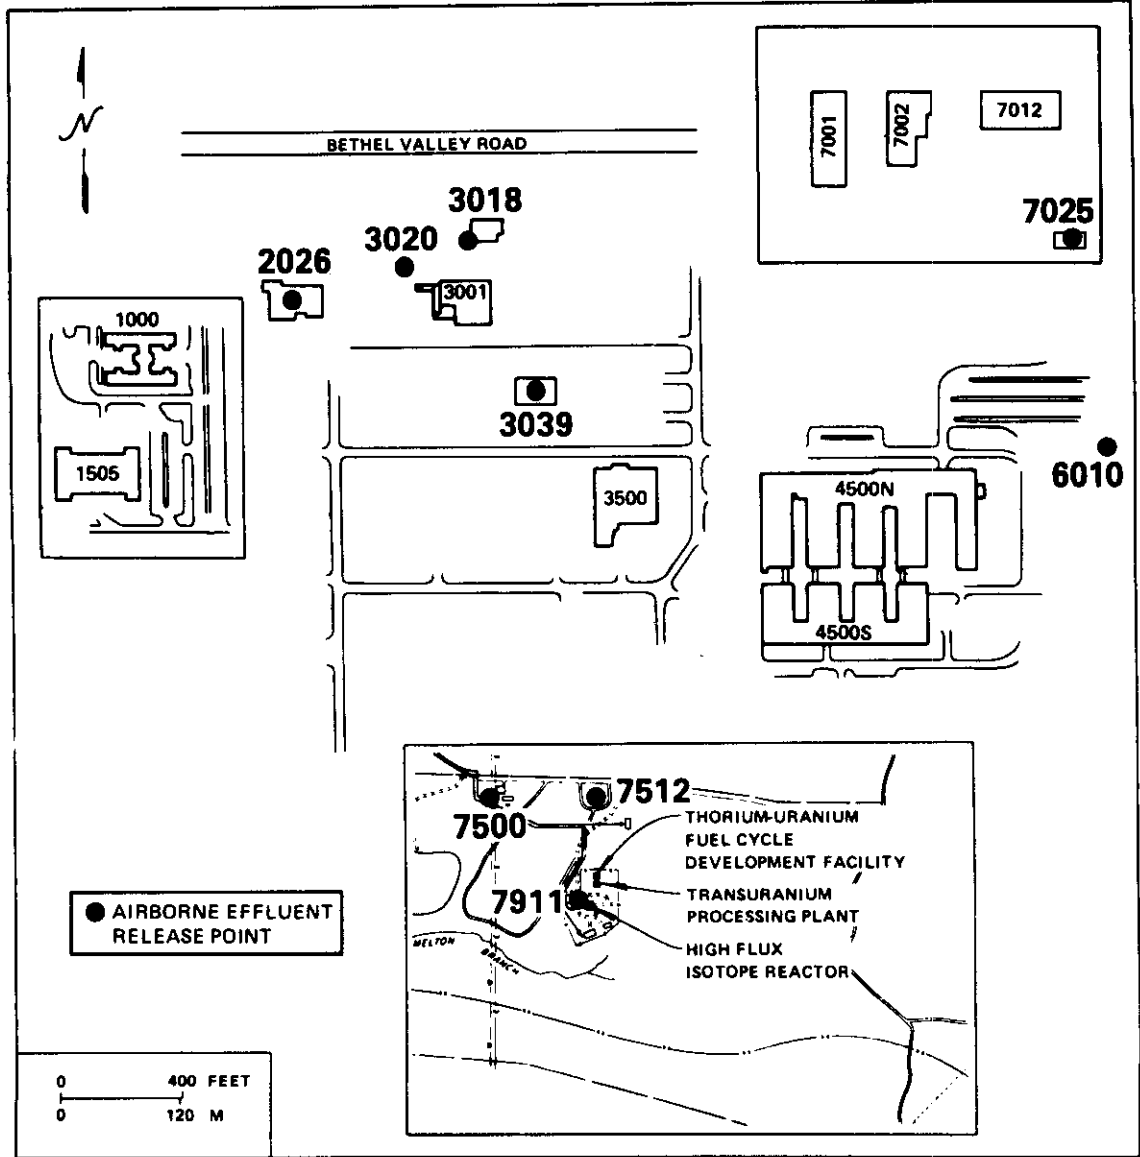 N
BETHEL VALLEY ROAD
7001
7002
7012
3018
7025
3020
2026
3001
1000
3039
1505
3500
4500N
6010
4500S
7512
7500
THORIUM-URANIUM
FUEL CYCLE
DEVELOPMENT FACILITY
7911
TRANSURANIUM
PROCESSING PLANT
HIGH FLUX
ISOTOPE REACTOR
MELTON
BRANCH
AIRBORNE EFFLUENT
RELEASE POINT
0 400 FEET
0 120 M